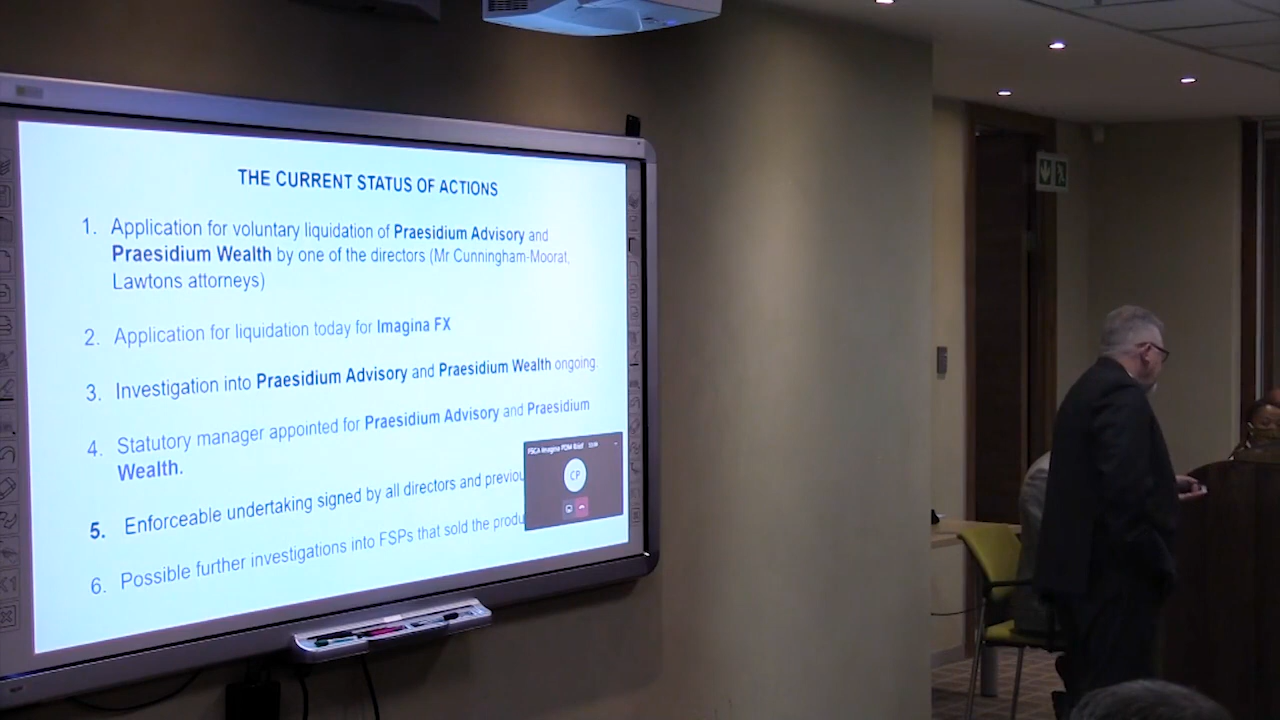 THE CURRENT STATUS OF ACTIONS
1. Application for voluntary liquidation of Praesidium Advisory and
Praesidium Wealth by one of the directors (Mr Cunningham-Moorat,
Lawtons attorneys)
2. Application for liquidation today for Imagina FX
3. Investigation into Praesidium Advisory and Praesidium Wealth ongoing.
4. Statutory manager appointed for Praesidium Advisory and Praesidium
Wealth.
5. Enforceable undertaking signed by all directors and previou
6. Possible further investigations into FSPs that sold the produ
FSCA Imagina PDM Brief
CP